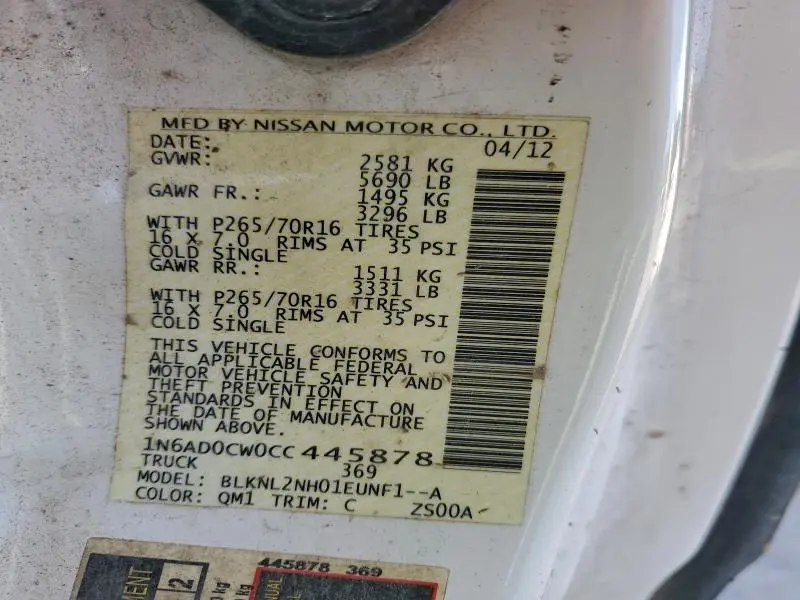 MFD BY NISSAN MOTOR CO., LTD.
DATE: 04/12
GVWR: 2581 KG
5690 LB
GAWR FR.: 1495 KG
3296 LB
WITH P265/70R16 TIRES
16 X 7.0 RIMS AT 35 PSI
COLD SINGLE
GAWR RR.: 1511 KG
3331 LB
WITH P265/70R16 TIRES
16 X 7.0 RIMS AT 35 PSI
COLD SINGLE
THIS VEHICLE CONFORMS TO
ALL APPLICABLE FEDERAL
MOTOR VEHICLE SAFETY AND
THEFT PREVENTION
STANDARDS IN EFFECT ON
THE DATE OF MANUFACTURE
SHOWN ABOVE.
1N6AD0CW0CC445878
TRUCK 369
MODEL: BLKNL2NH01EUNF1--A
COLOR: QM1 TRIM: C ZS00A
445878 369
2
kg
kg